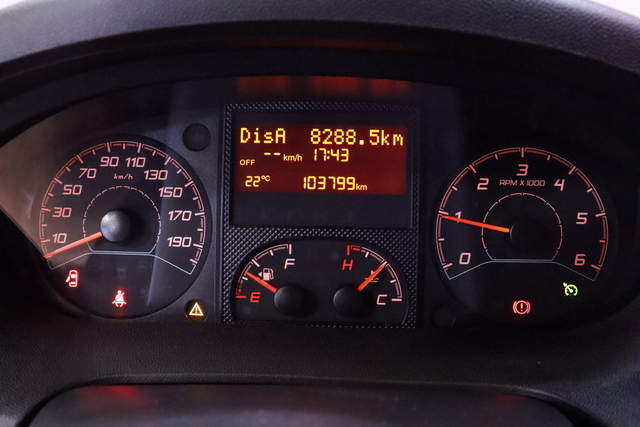 DisA 8288.5km
OFF --km/h 17:43
22°C 103799km
10 30 50 70 90 110 130 150 170 190
km/h
0 1 2 3 4 5 6
RPM X 1000
E F
H C